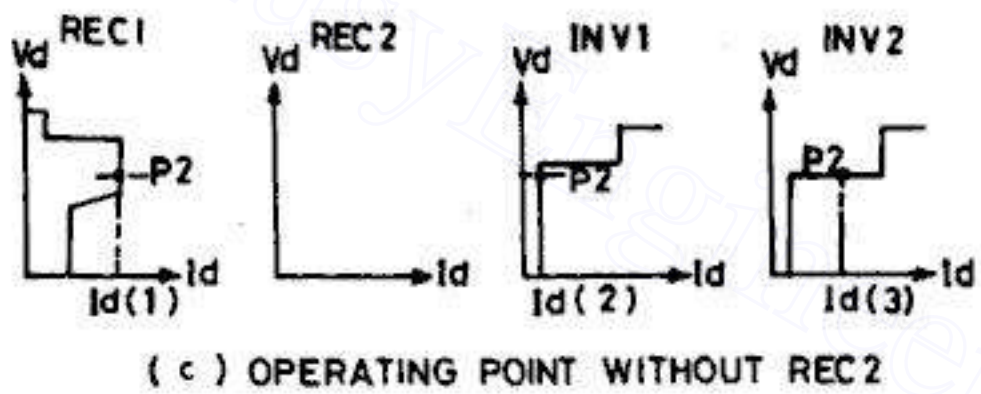 REC1 REC2 INV1 INV2
Vd Vd Vd Vd
P2 P2 P2
Id Id Id Id
Id(1) Id(2) Id(3)
(c) OPERATING POINT WITHOUT REC2